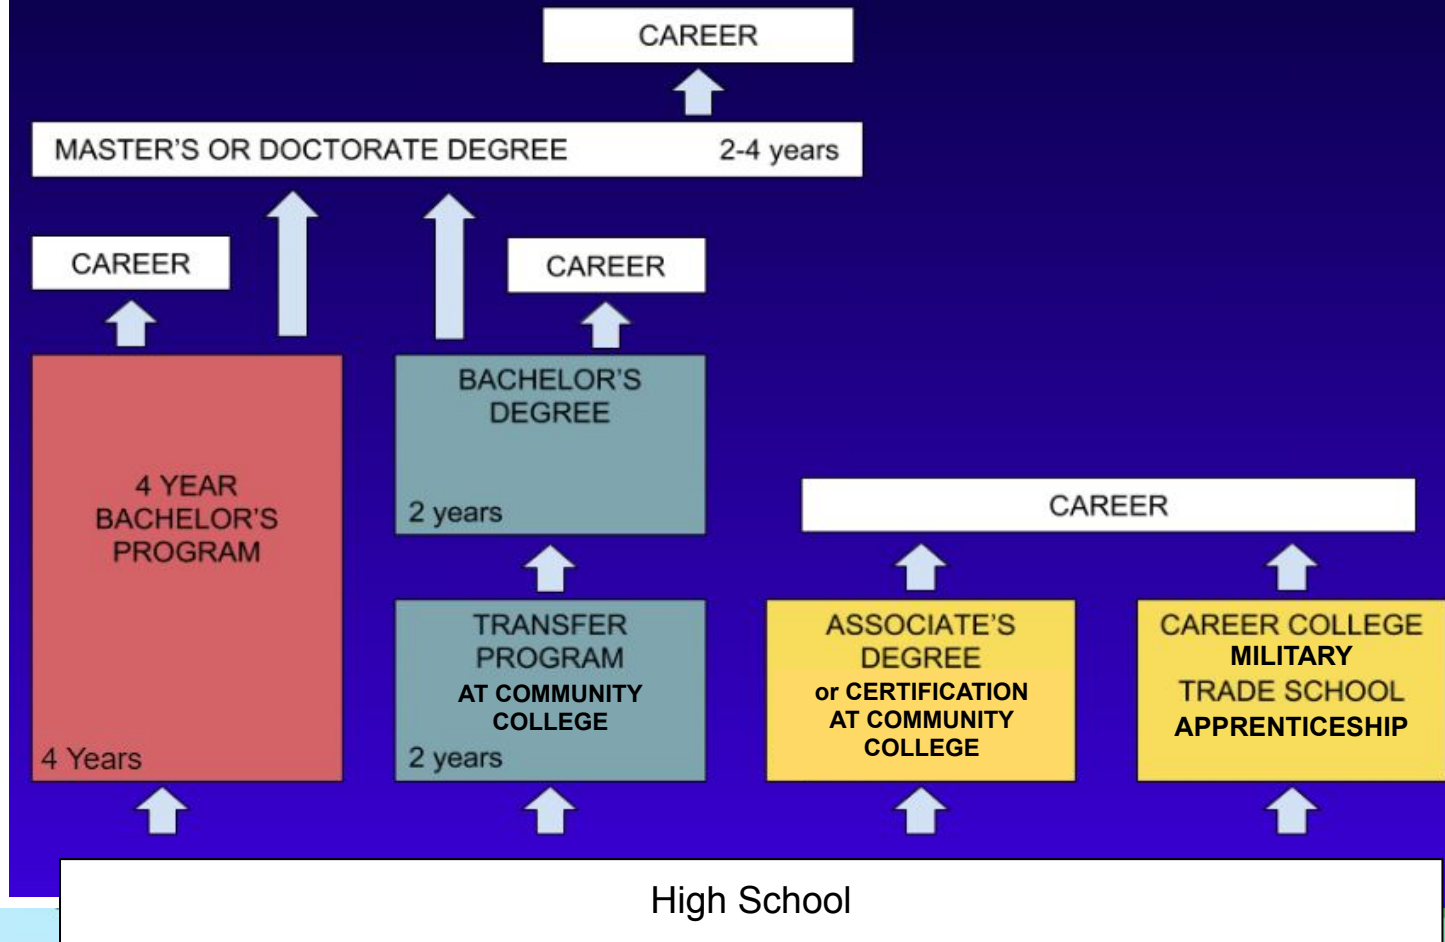 CAREER
MASTER'S OR DOCTORATE DEGREE 2-4 years
CAREER
CAREER
4 YEAR
BACHELOR'S
PROGRAM
4 Years
BACHELOR'S
DEGREE
2 years
TRANSFER
PROGRAM
AT COMMUNITY
COLLEGE
2 years
CAREER
ASSOCIATE'S
DEGREE
or CERTIFICATION
AT COMMUNITY
COLLEGE
CAREER COLLEGE
MILITARY
TRADE SCHOOL
APPRENTICESHIP
High School